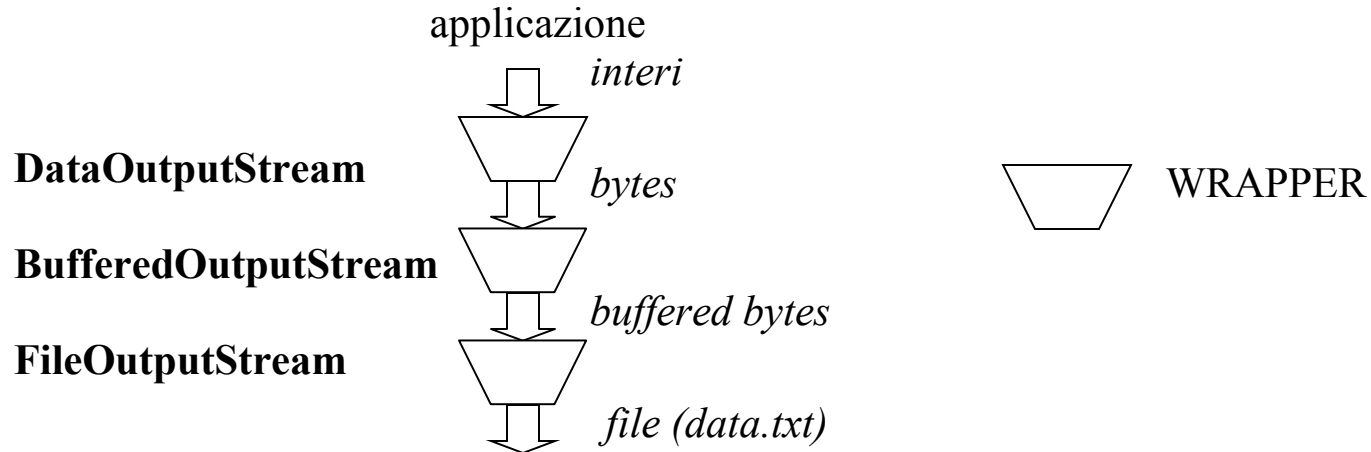 applicazione
interi
DataOutputStream
bytes
WRAPPER
BufferedOutputStream
buffered bytes
FileOutputStream
file (data.txt)